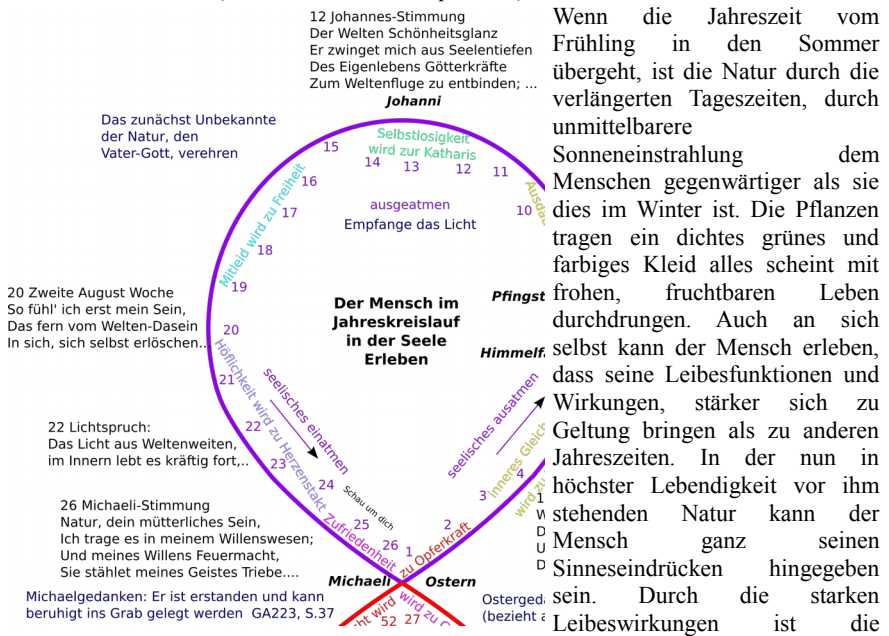 12 Johannes-Stimmung
Der Welten Schönheitsglanz
Er zwinget mich aus Seelentiefen
Des Eigenlebens Götterkräfte
Zum Weltenfluge zu entbinden; ...
Johanni
Das zunächst Unbekannte
der Natur, den
Vater-Gott, verehren
Selbstlosigkeit
wird zur Katharis
15
14
13
12
11
10
16
17
18
19
20
21
22
23
24
25
26
1
2
3
4
Mitleid wird zu Freiheit
ausgeatmen
Empfange das Licht
20 Zweite August Woche
So fühl' ich erst mein Sein,
Das fern vom Welten-Dasein
In sich, sich selbst erlöschen..
Der Mensch im
Jahreskreislauf
in der Seele
Erleben
Pfingst
Höflichkeit wird zu Herzenstakt
seelisches einatmen
seelisches ausatmen
22 Lichtspruch:
Das Licht aus Weltenweiten,
im Innern lebt es kräftig fort,..
Schau um dich
inneres Gleich
26 Michaeli-Stimmung
Natur, dein mütterliches Sein,
Ich trage es in meinem Willenswesen;
Und meines Willens Feuermacht,
Sie stählet meines Geistes Triebe....
Zufriedenheit
zu Opferkraft
Michaeli
Ostern
Michaelgedanken: Er ist erstanden und kann
beruhigt ins Grab gelegt werden GA223, S.37
wird
52
27
wird zu
(bezieht
Wenn die Jahreszeit vom
Frühling in den Sommer
übergeht, ist die Natur durch die
verlängerten Tageszeiten, durch
unmittelbarere
Sonneneinstrahlung dem
Menschen gegenwärtiger als sie
dies im Winter ist. Die Pflanzen
tragen ein dichtes grünes und
farbiges Kleid alles scheint mit
frohen, fruchtbaren Leben
durchdrungen. Auch an sich
selbst kann der Mensch erleben,
dass seine Leibesfunktionen und
Wirkungen, stärker sich zu
Geltung bringen als zu anderen
Jahreszeiten. In der nun in
höchster Lebendigkeit vor ihm
stehenden Natur kann der
Mensch ganz seinen
Sinneseindrücken hingegeben
sein. Durch die starken
Leibeswirkungen ist die